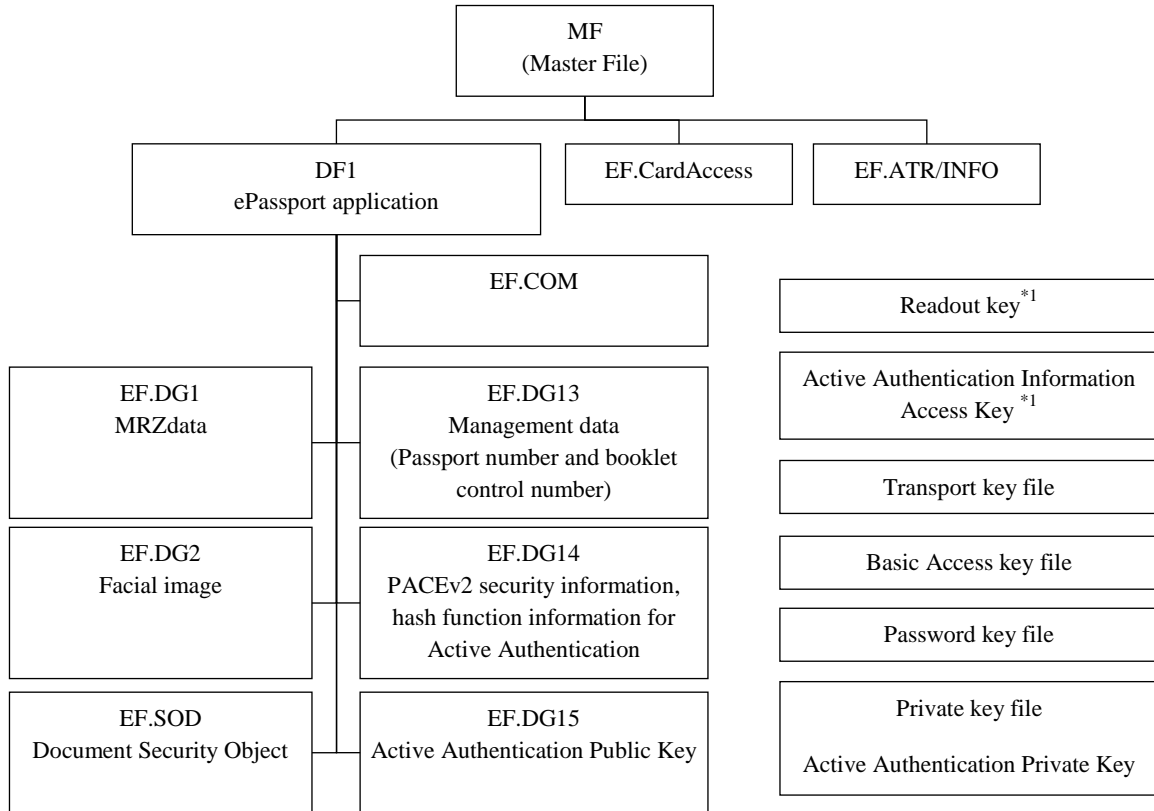 MF
(Master File)
DF1
ePassport application
EF.CardAccess
EF.ATR/INFO
EF.COM
EF.DG1
MRZdata
EF.DG13
Management data
(Passport number and booklet
control number)
EF.DG2
Facial image
EF.DG14
PACEv2 security information,
hash function information for
Active Authentication
EF.SOD
Document Security Object
EF.DG15
Active Authentication Public Key
Readout key*1
Active Authentication Information
Access Key *1
Transport key file
Basic Access key file
Password key file
Private key file
Active Authentication Private Key